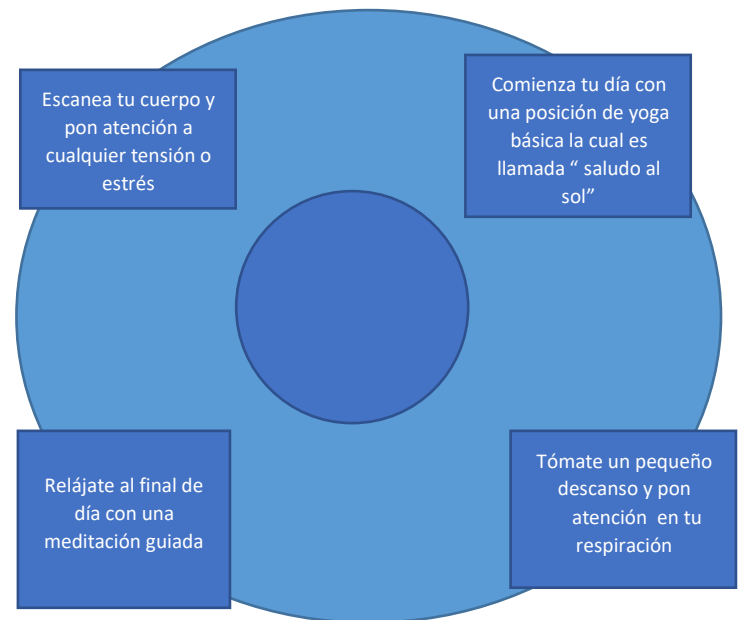 Escanea tu cuerpo y
pon atención a
cualquier tensión o
estrés
Comienza tu día con
una posición de yoga
básica la cual es
llamada “ saludo al
sol”
Relájate al final de
día con una
meditación guiada
Tómate un pequeño
descanso y pon
atención en tu
respiración